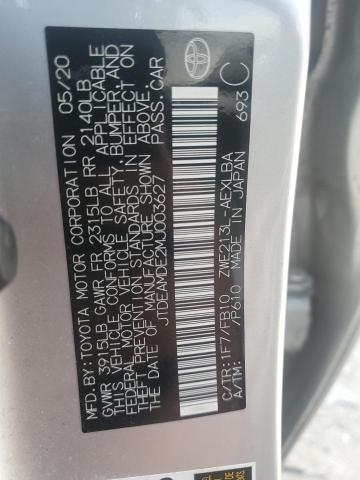 MFD.BY:TOYOTA MOTOR CORPORATION 05/20
GVWR 3915LB GAWR FR 2315LB RR 2140LB
THIS VEHICLE CONFORMS TO ALL APPLICABLE
FEDERAL MOTOR VEHICLE SAFETY, BUMPER, AND
THEFT PREVENTION STANDARDS IN EFFECT ON
THE DATE OF MANUFACTURE SHOWN ABOVE.
JTDEAMDE2MJ003627 PASS.CAR
C/TR:1F7/FB10 ZWE213L-AEXLBA
A/TM: /P610 MADE IN JAPAN 693 C